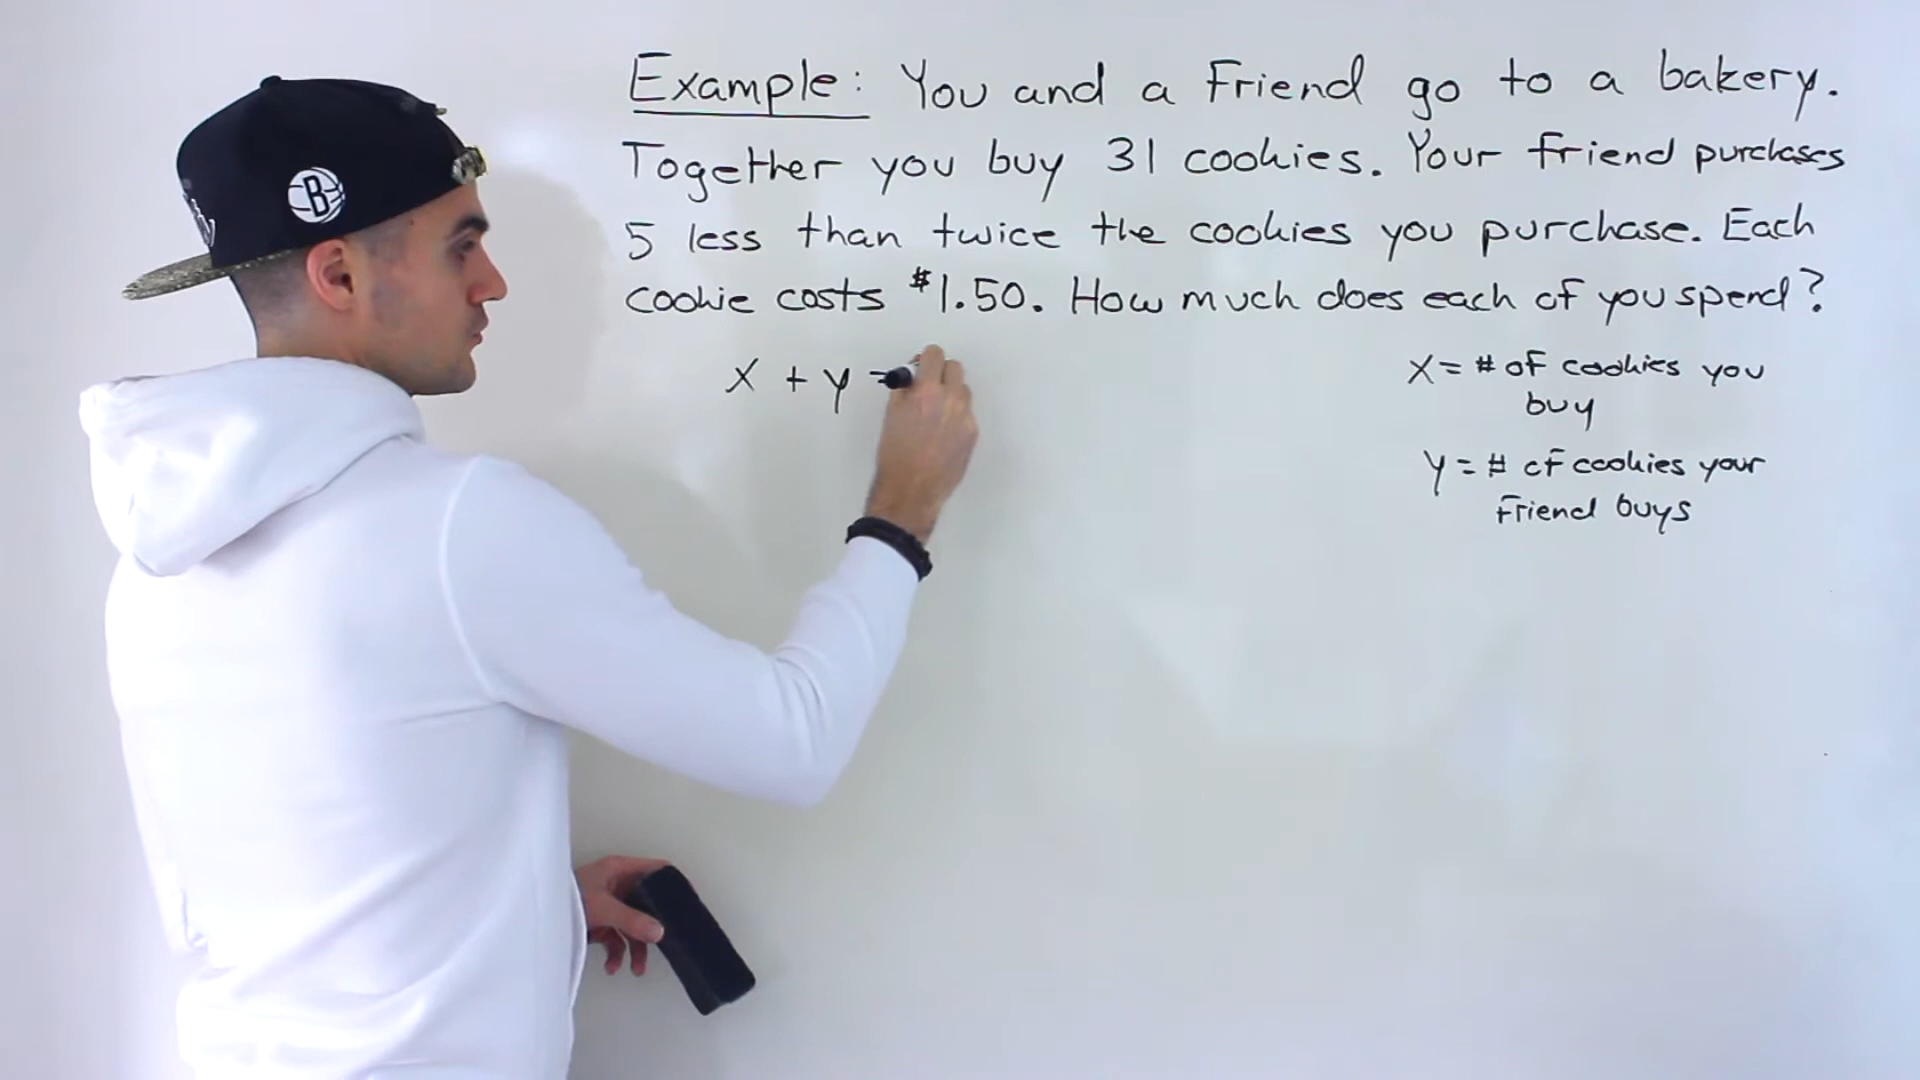 Example: You and a Friend go to a bakery.
Together you buy 31 cookies. Your friend purchases
5 less than twice the cookies you purchase. Each
cookie costs $1.50. How much does each of you spend?
x + y =
x = # of cookies you
buy
y = # of cookies your
Friend buys
B